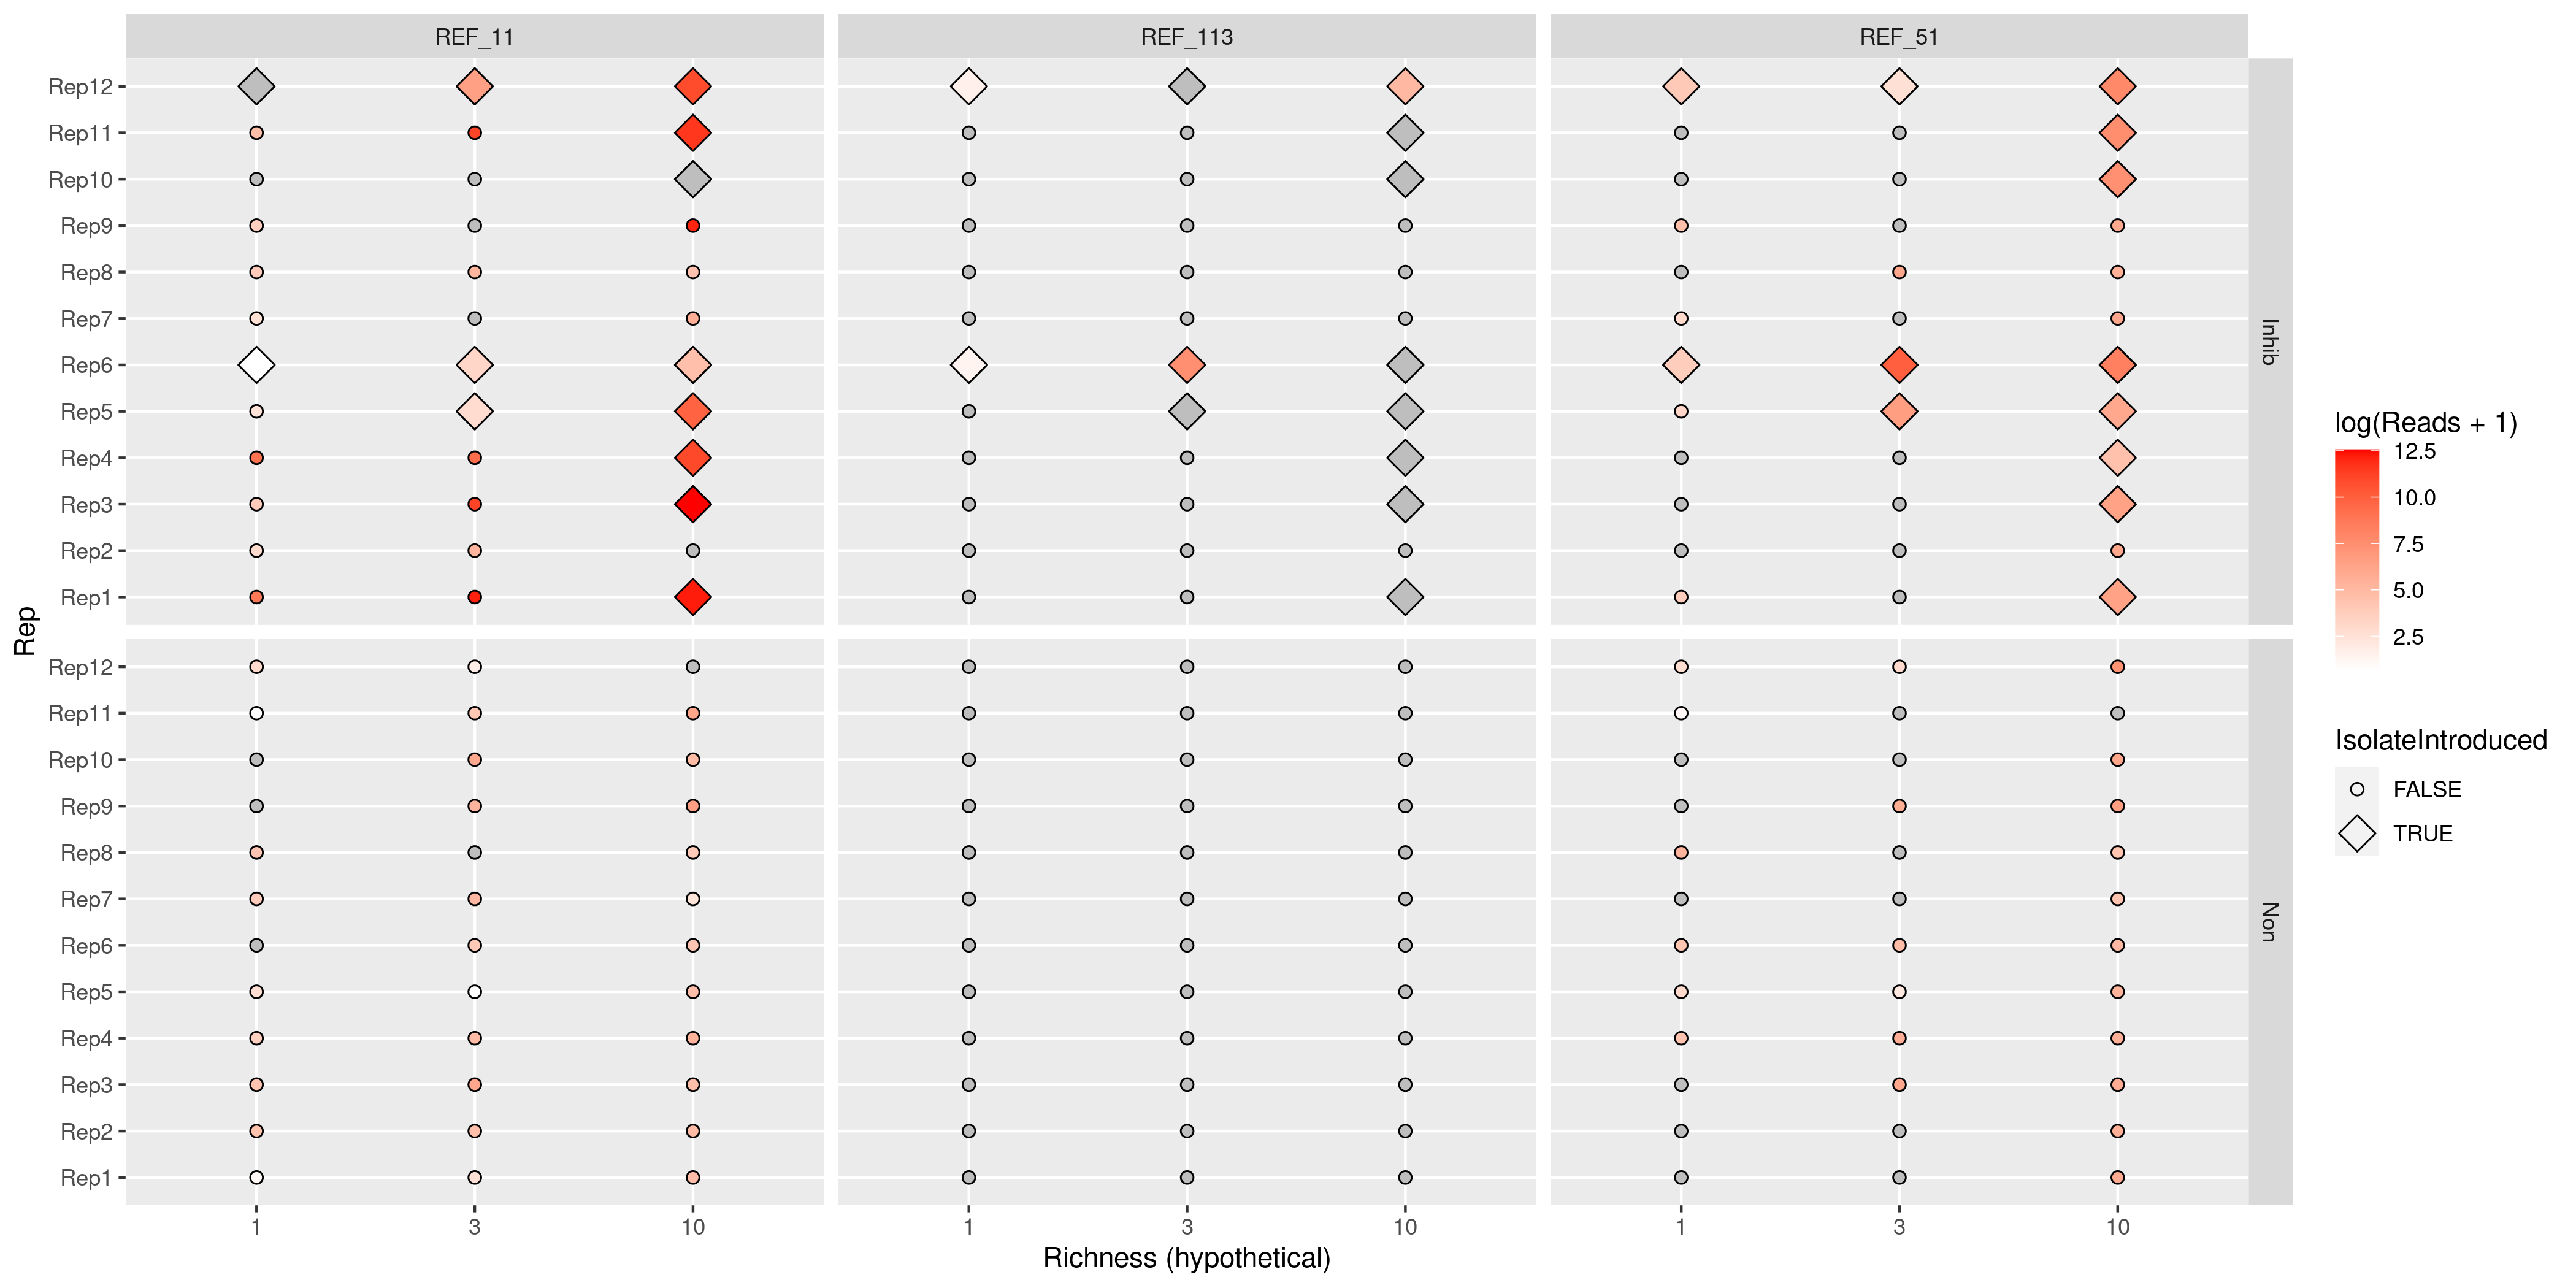 REF_11
REF_113
REF_51
Rep12
Rep11
Rep10
Rep9
Rep8
Rep7
Rep6
Rep5
Rep4
Rep3
Rep2
Rep1
Inhib
Rep12
Rep11
Rep10
Rep9
Rep8
Rep7
Rep6
Rep5
Rep4
Rep3
Rep2
Rep1
Non
Rep
1 3 10
1 3 10
1 3 10
Richness (hypothetical)
log(Reads + 1)
12.5
10.0
7.5
5.0
2.5
IsolateIntroduced
FALSE
TRUE